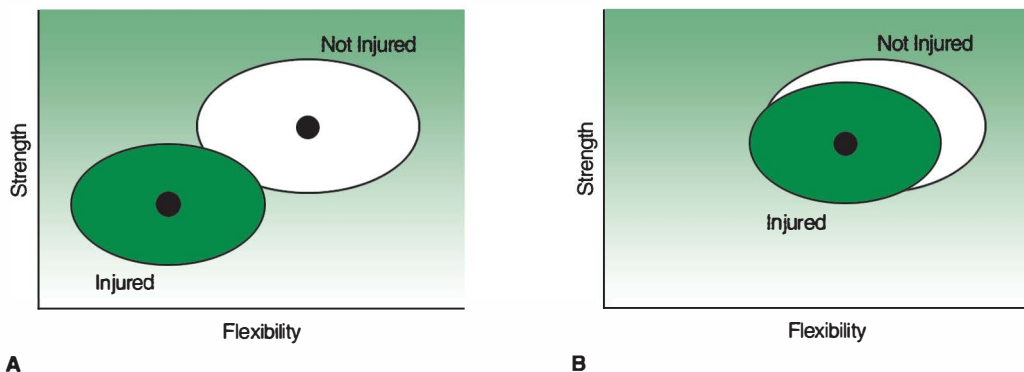 Not Injured
Strength
Injured
Flexibility
A
Not Injured
Strength
Injured
Flexibility
B